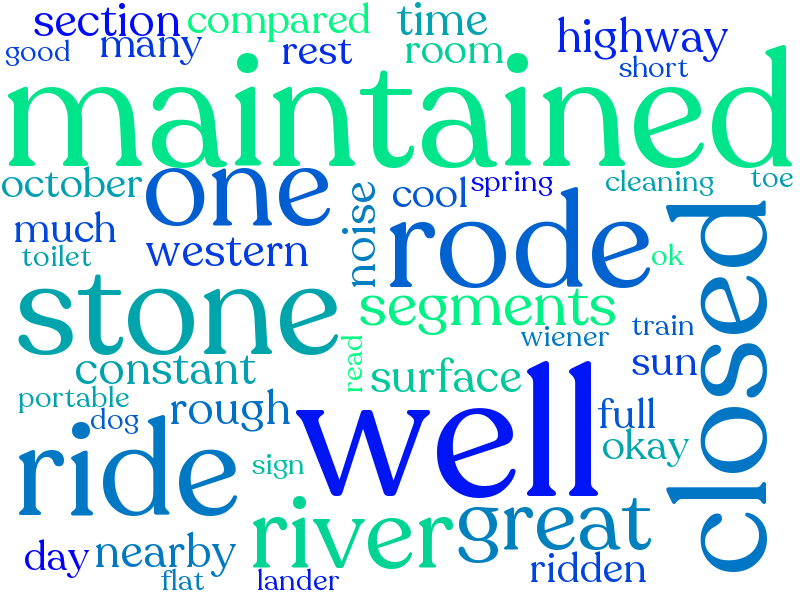 section
compared
time
good
many
rest
room
highway
short
maintained
october
one
noise
cool
spring
cleaning
toe
much
western
rode
closed
toilet
ok
stone
segments
wiener
train
constant
read
surface
sun
portable
dog
rough
well
full
okay
ride
sign
river
great
day
nearby
ridden
flat
lander